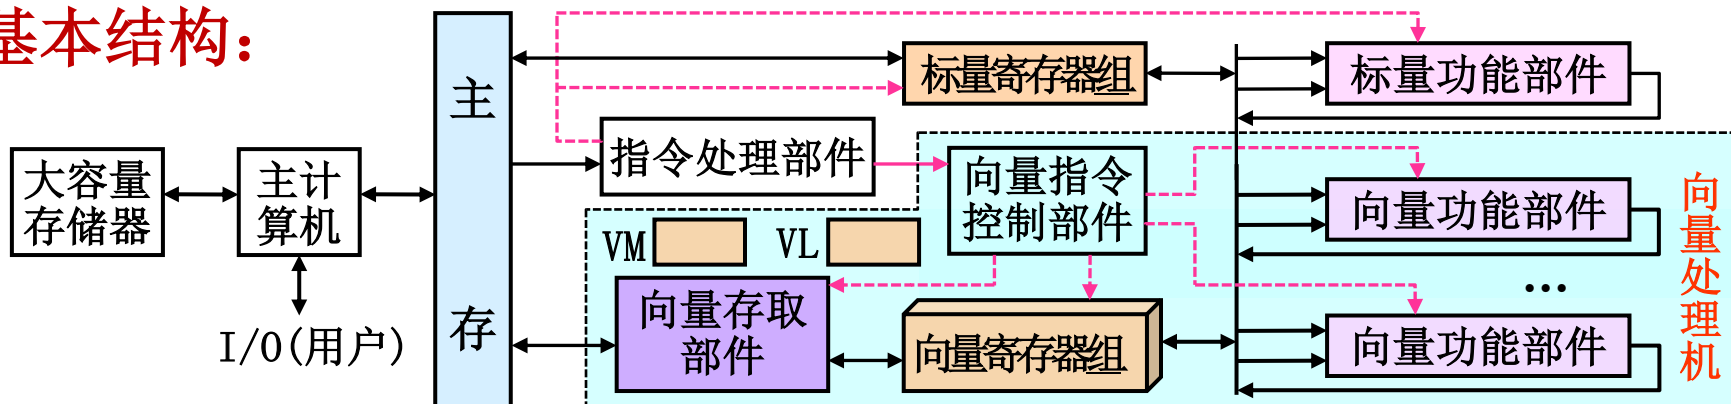 基本结构:
主
存
大容量
存储器
主计
算机
I/O(用户)
指令处理部件
标量寄存器组
标量功能部件
向量指令
控制部件
VM
VL
向量存取
部件
向量寄存器组
向量功能部件
...
向量功能部件
向
量
处
理
机